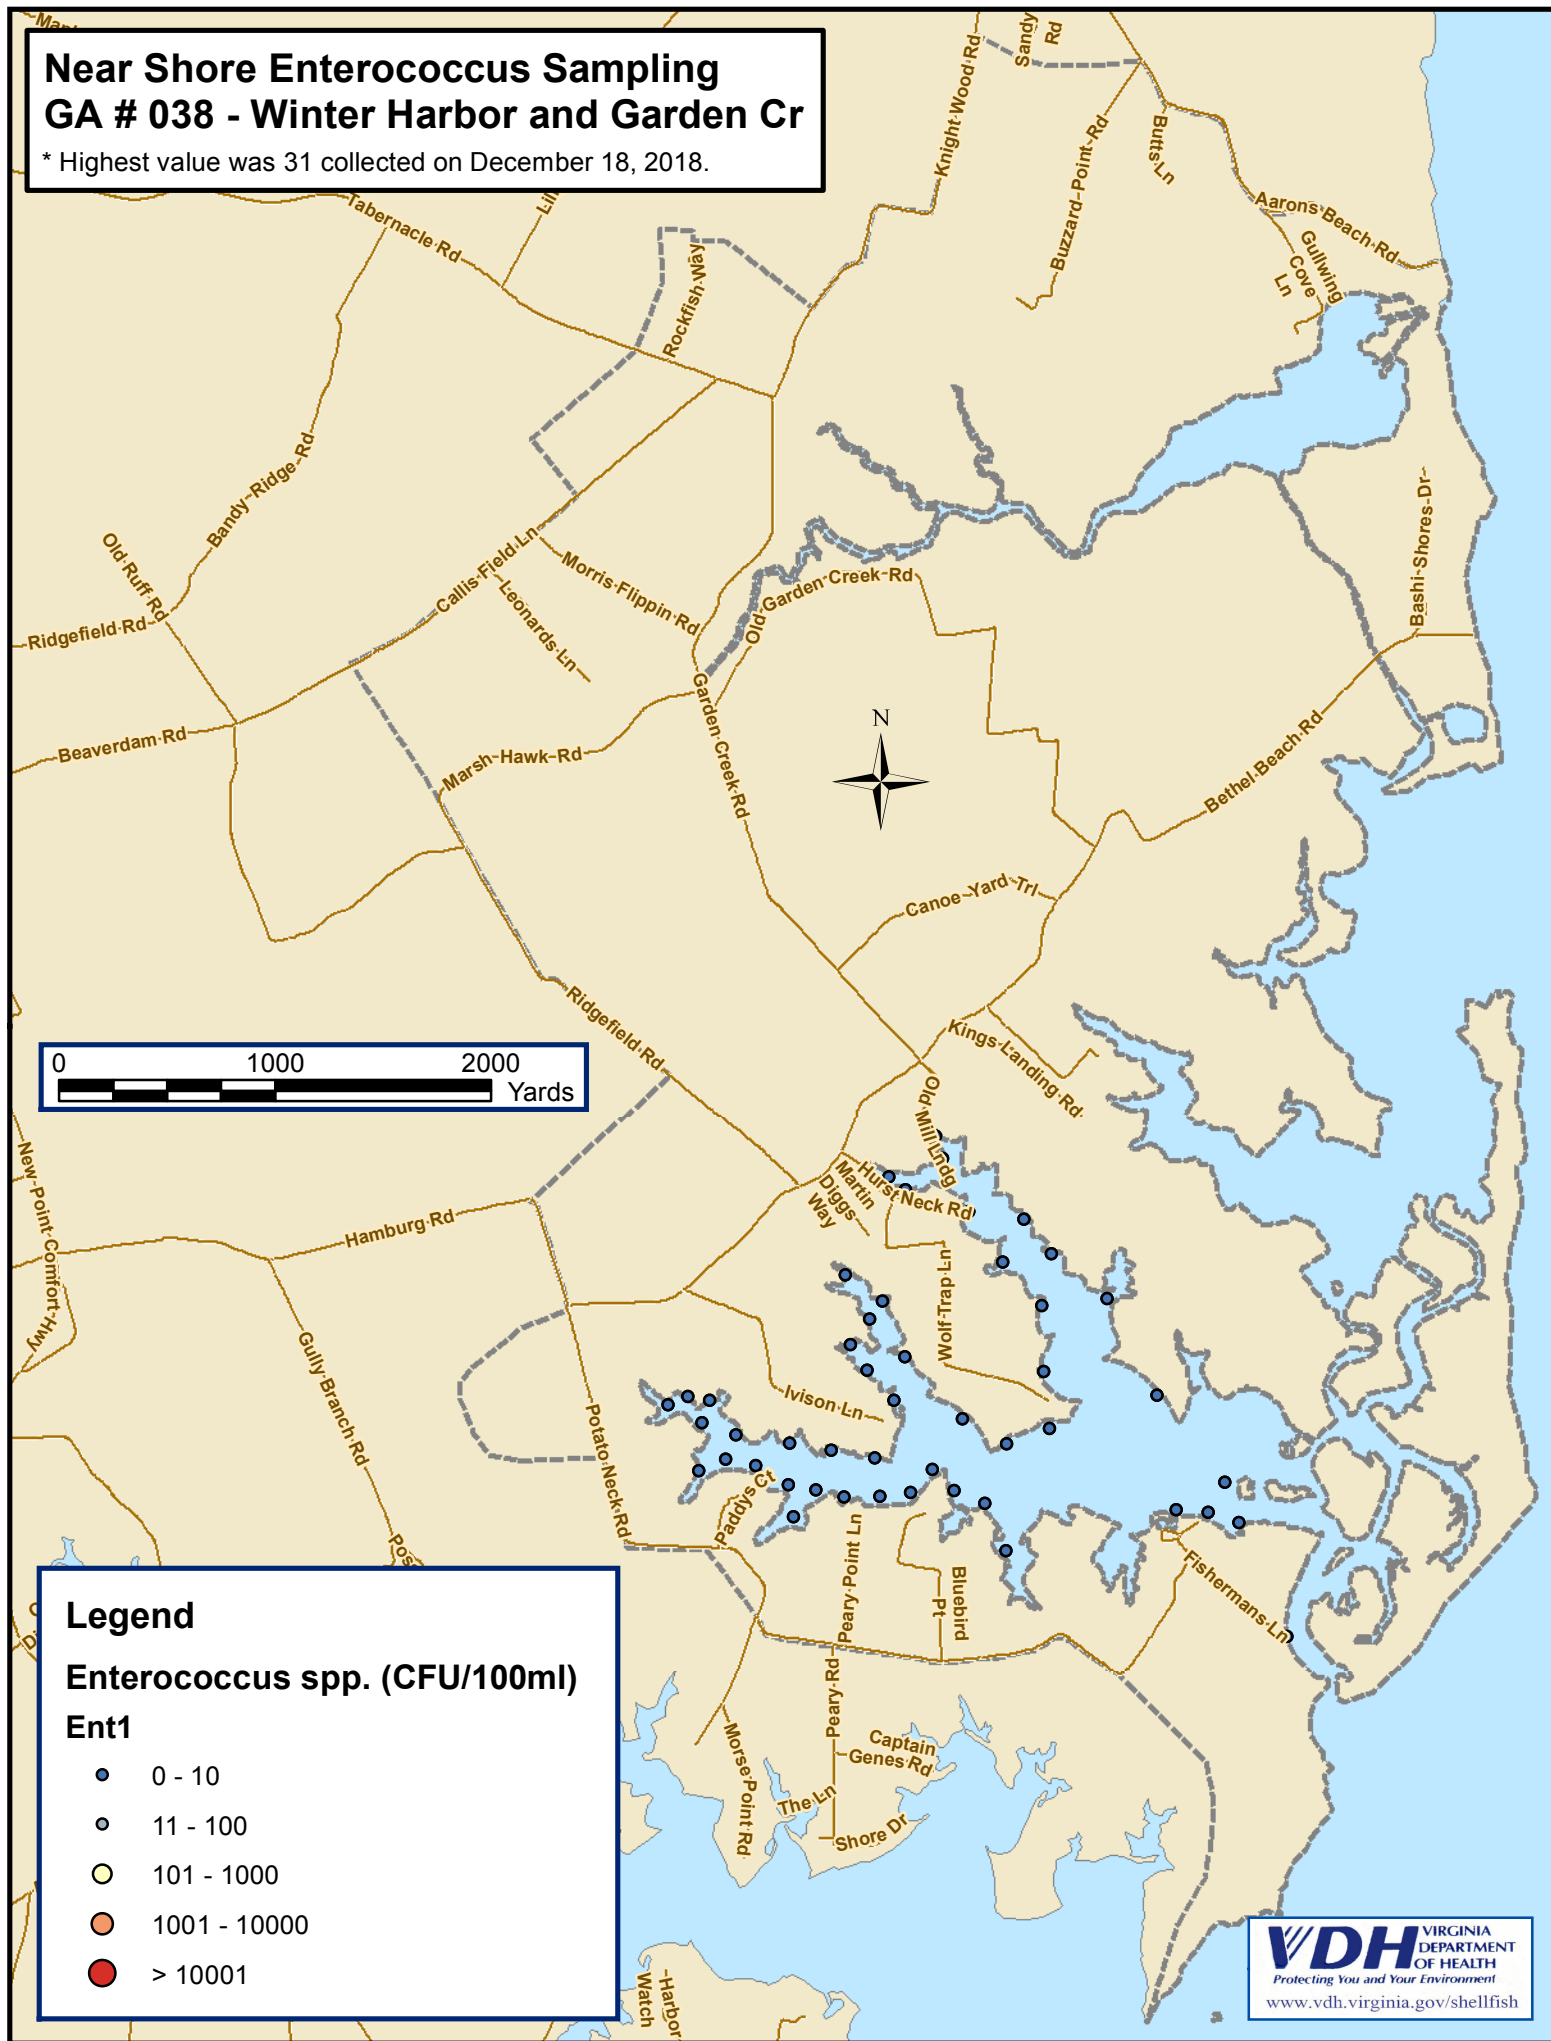 Near Shore Enterococcus Sampling
GA # 038 - Winter Harbor and Garden Cr
* Highest value was 31 collected on December 18, 2018.
Sandy
Rd
Knight Wood Rd
Buzzard Point Rd
Butts Ln
Aarons Beach Rd
Gullwing
Cove
Ln
Tabernacle Rd
Rockfish Way
Bandy Ridge Rd
Old Ruff Rd
Ridgefield Rd
Callis Field Ln
Morris Flippin Rd
Leonards Ln
Old Garden Creek Rd
Bashi Shores Dr
Beaverdam Rd
Marsh Hawk Rd
Garden Creek Rd
N
Bethel Beach Rd
Canoe Yard Trl
Ridgefield Rd
Kings Landing Rd
0
1000
2000
Yards
Old Mill Lndg
Hurst Neck Rd
Martin
Diggs
Way
New Point Comfort Hwy
Hamburg Rd
Wolf Trap Ln
Gully Branch Rd
Ivison Ln
Potato Neck Rd
Paddys Ct
Peary Point Ln
Bluebird
Pt
Fishermans Ln
Peary Rd
Morse Point Rd
Captain
Genes Rd
The Ln
Shore Dr
Harbor
Watch
Legend
Enterococcus spp. (CFU/100ml)
Ent1
0 - 10
11 - 100
101 - 1000
1001 - 10000
> 10001
VDH VIRGINIA
DEPARTMENT
OF HEALTH
Protecting You and Your Environment
www.vdh.virginia.gov/shellfish